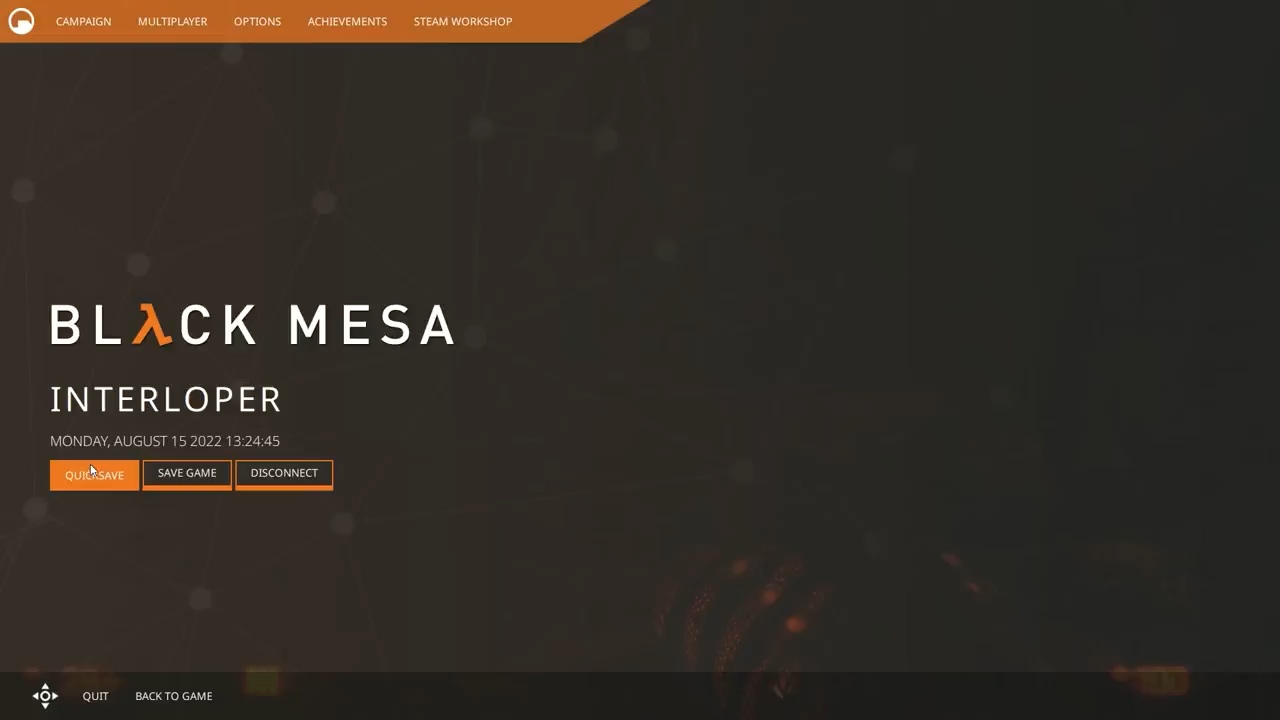 CAMPAIGN MULTIPLAYER OPTIONS ACHIEVEMENTS STEAM WORKSHOP
BLλCK MESA
INTERLOPER
MONDAY, AUGUST 15 2022 13:24:45
QUICKSAVE SAVE GAME DISCONNECT
QUIT BACK TO GAME